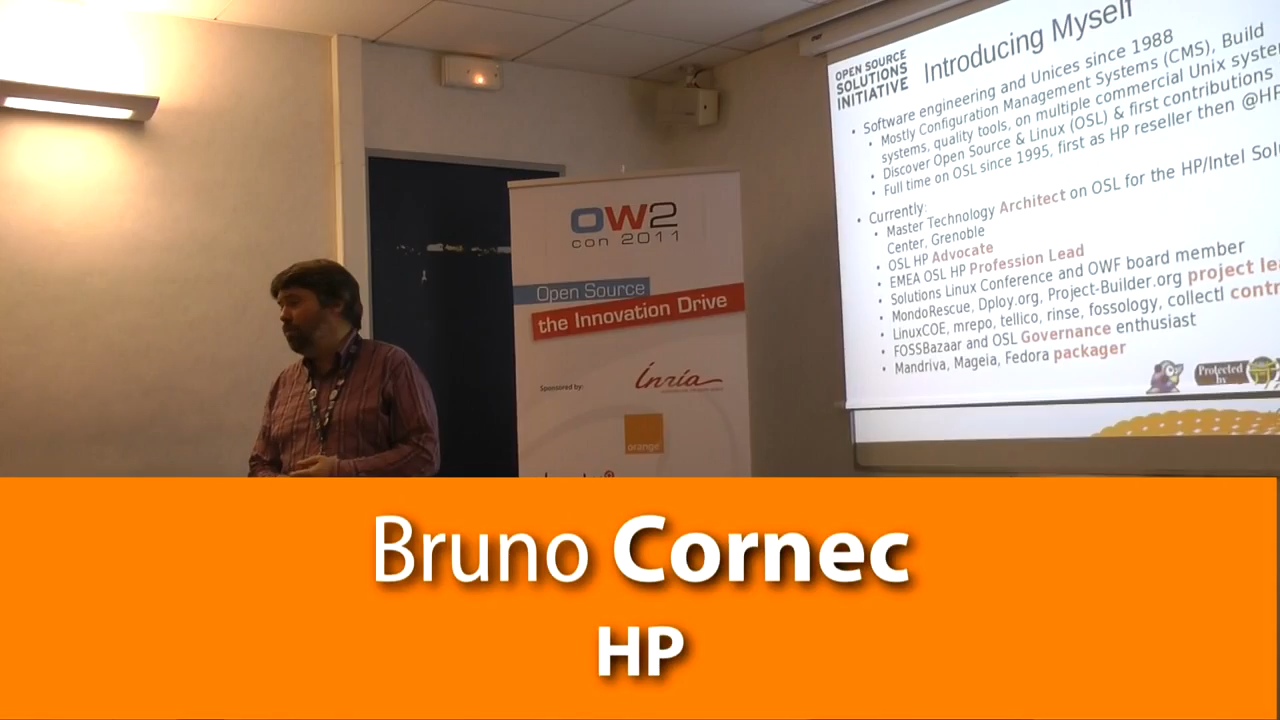 OPEN SOURCE
SOLUTIONS
INITIATIVE
Introducing Myself
• Software engineering and Unices since 1988
• Mostly Configuration Management Systems (CMS), Build
systems, quality tools, on multiple commercial Unix
• Discover Open Source & Linux (OSL) & first contributions
• Full time on OSL since 1995, first as HP reseller then @HP
• Currently:
• Master Technology Architect on OSL for the HP/Intel
Center, Grenoble
• OSL HP Advocate
• EMEA OSL HP Profession Lead
• Solutions Linux Conference and OWF board member
• MondoRescue, Dploy.org, Project-Builder.org project
• LinuxCOE, mrepo, tellico, rinse, fossology, collectl
• FOSSBazaar and OSL Governance enthusiast
• Mandriva, Mageia, Fedora packager
Protected
by
OW2
con 2011
Open Source
the Innovation Drive
Sponsored by:
Inria
orange
Bruno Cornec
HP